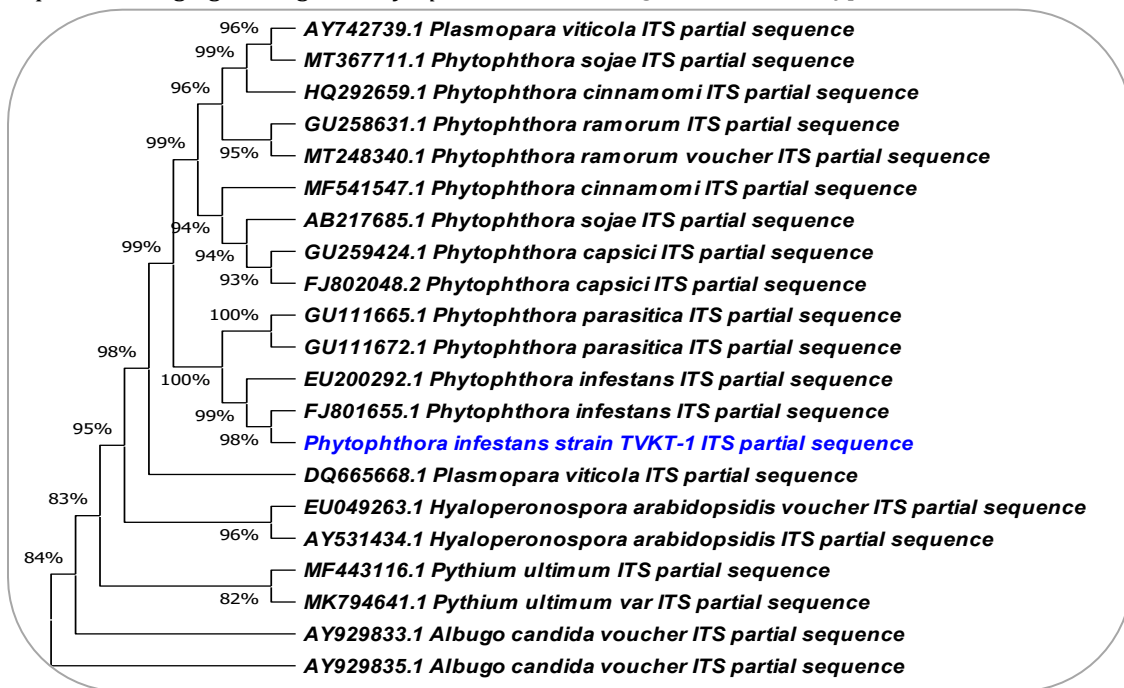 96%
AY742739.1 Plasmopara viticola ITS partial sequence
99%
MT367711.1 Phytophthora sojae ITS partial sequence
96%
HQ292659.1 Phytophthora cinnamomi ITS partial sequence
GU258631.1 Phytophthora ramorum ITS partial sequence
99%
95%
MT248340.1 Phytophthora ramorum voucher ITS partial sequence
MF541547.1 Phytophthora cinnamomi ITS partial sequence
94%
AB217685.1 Phytophthora sojae ITS partial sequence
99%
94%
GU259424.1 Phytophthora capsici ITS partial sequence
93%
FJ802048.2 Phytophthora capsici ITS partial sequence
100%
GU111665.1 Phytophthora parasitica ITS partial sequence
GU111672.1 Phytophthora parasitica ITS partial sequence
98%
100%
EU200292.1 Phytophthora infestans ITS partial sequence
99%
FJ801655.1 Phytophthora infestans ITS partial sequence
95%
98%
Phytophthora infestans strain TVKT-1 ITS partial sequence
DQ665668.1 Plasmopara viticola ITS partial sequence
83%
EU049263.1 Hyaloperonospora arabidopsidis voucher ITS partial sequence
96%
AY531434.1 Hyaloperonospora arabidopsidis ITS partial sequence
84%
MF443116.1 Pythium ultimum ITS partial sequence
82%
MK794641.1 Pythium ultimum var ITS partial sequence
AY929833.1 Albugo candida voucher ITS partial sequence
AY929835.1 Albugo candida voucher ITS partial sequence